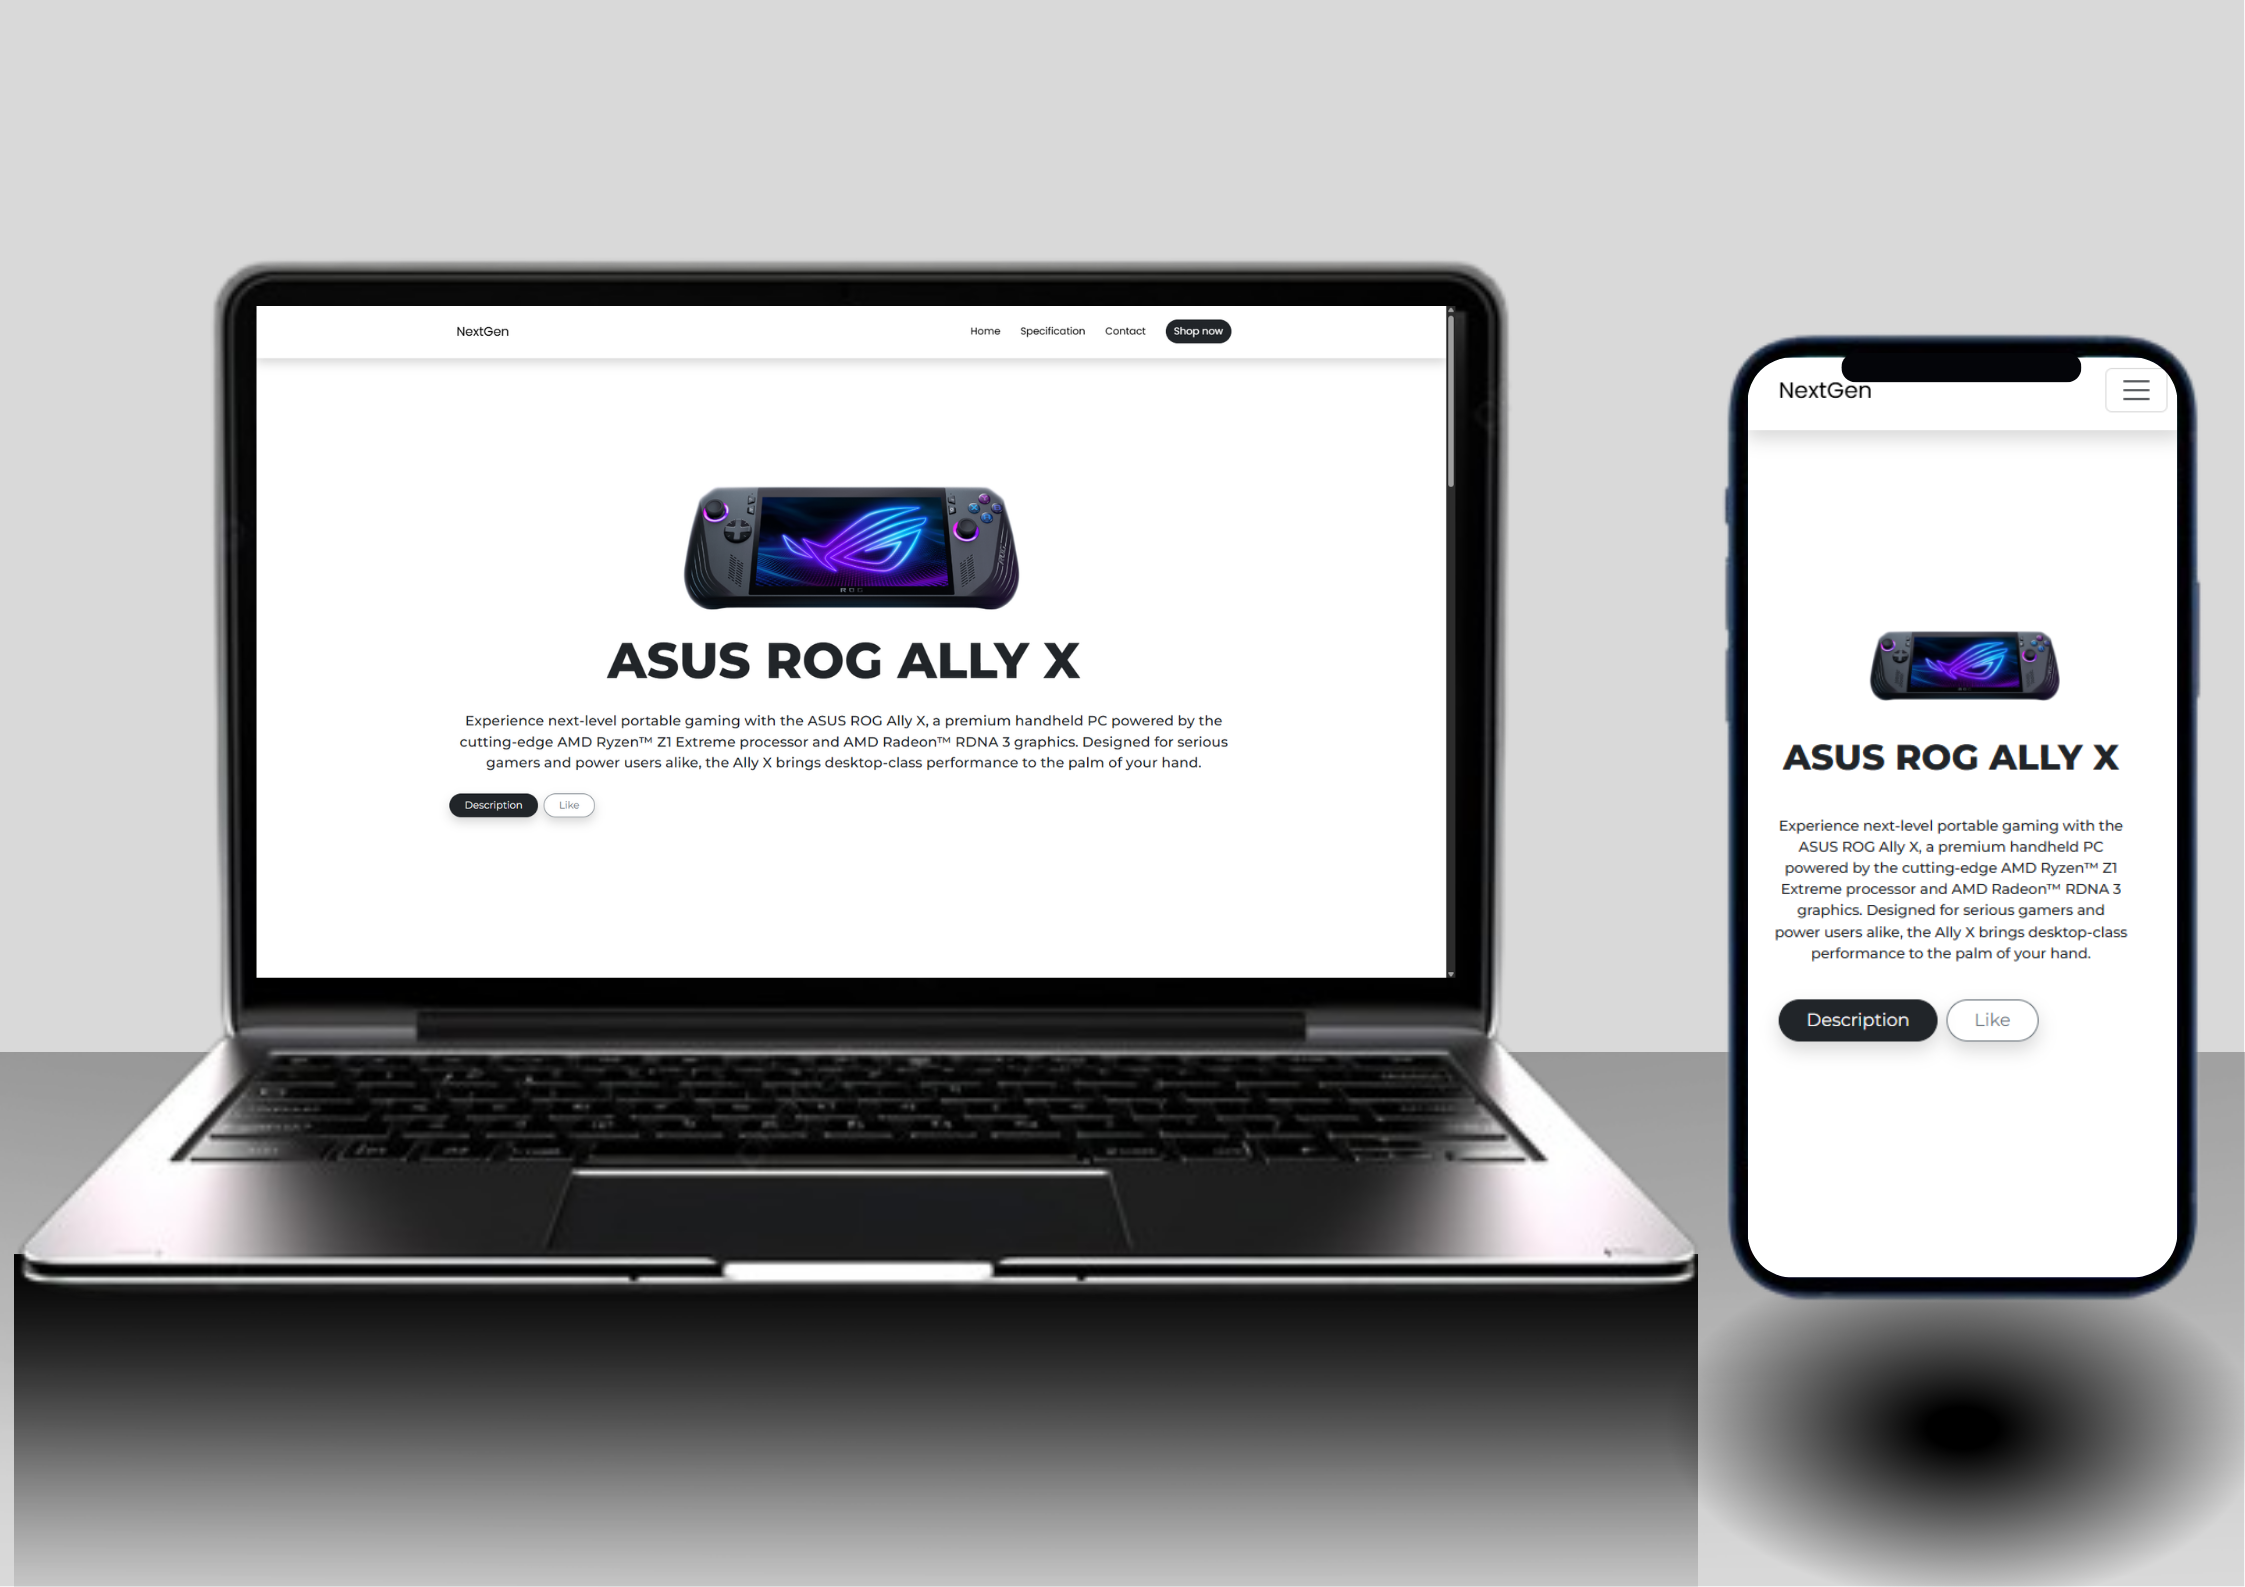 NextGen
Home Specification Contact Shop now
ROG
ASUS ROG ALLY X
Experience next-level portable gaming with the ASUS ROG Ally X, a premium handheld PC powered by the
cutting-edge AMD Ryzen™ Z1 Extreme processor and AMD Radeon™ RDNA 3 graphics. Designed for serious
gamers and power users alike, the Ally X brings desktop-class performance to the palm of your hand.
Description Like
NextGen
ASUS ROG ALLY X
Experience next-level portable gaming with the
ASUS ROG Ally X, a premium handheld PC
powered by the cutting-edge AMD Ryzen™ Z1
Extreme processor and AMD Radeon™ RDNA 3
graphics. Designed for serious gamers and
power users alike, the Ally X brings desktop-class
performance to the palm of your hand.
Description Like